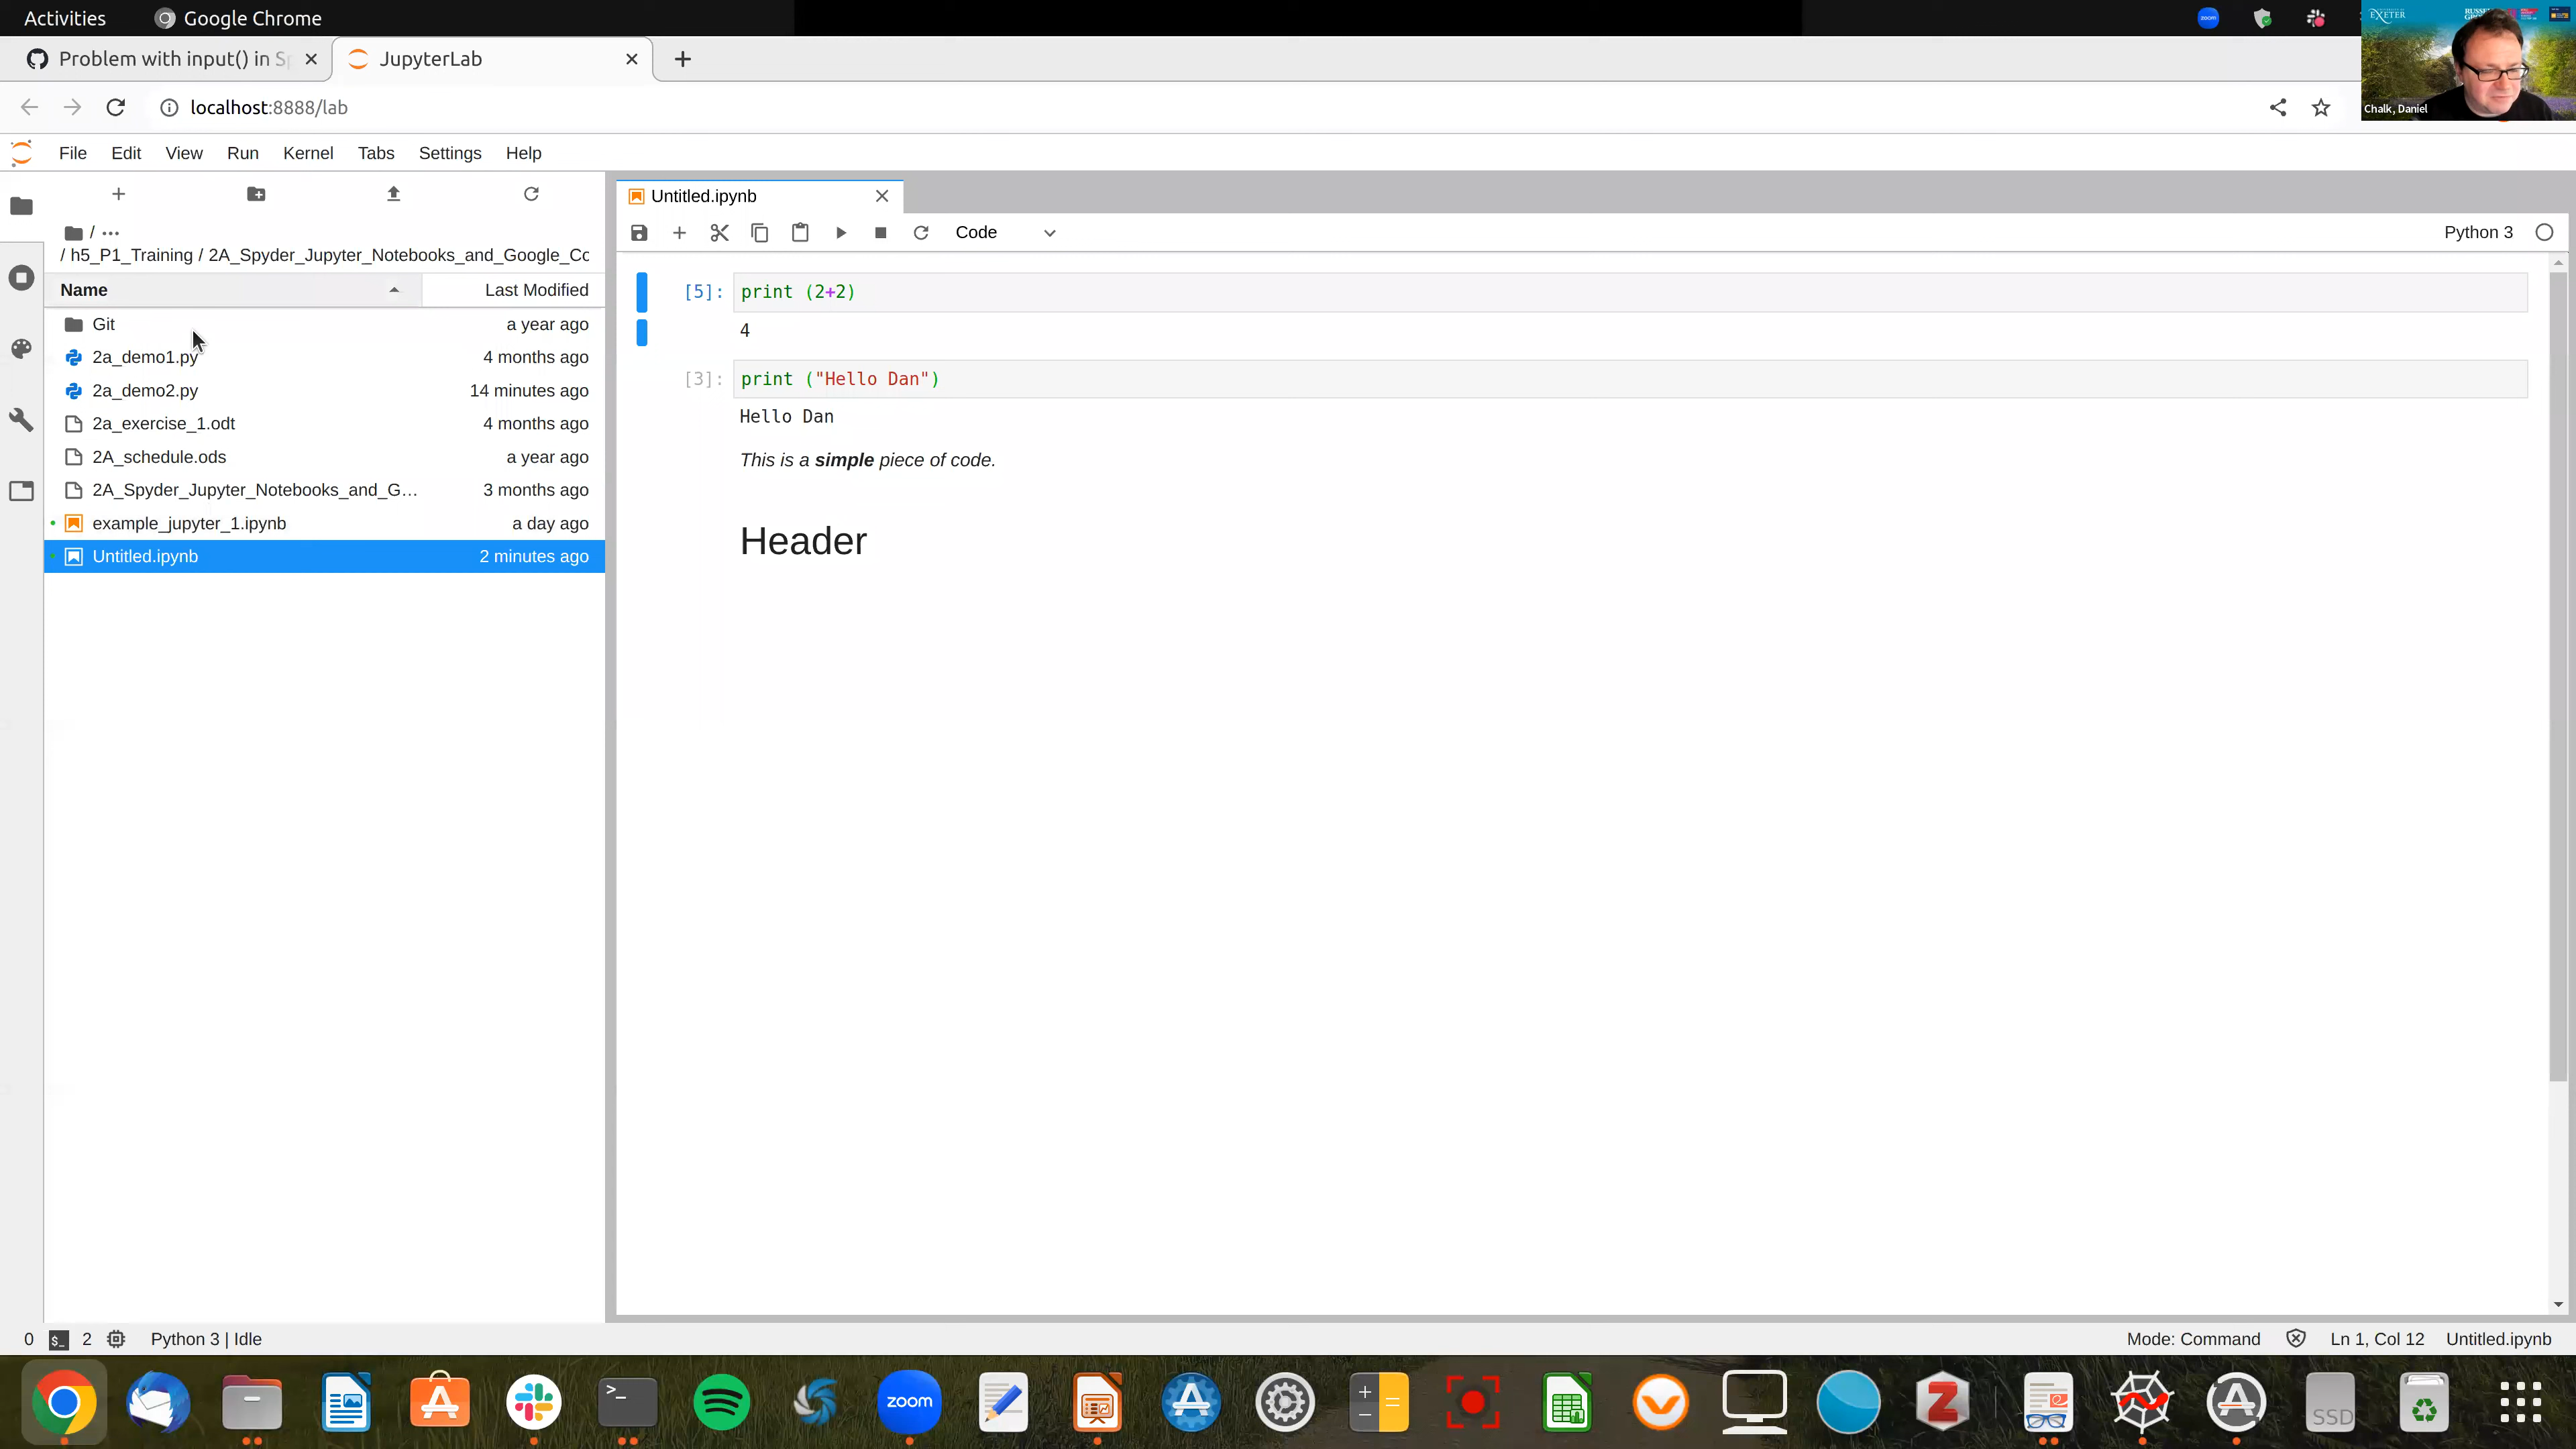 Activities
Google Chrome
Problem with input() in Sp
JupyterLab
EXETER
Chalk, Daniel
localhost:8888/lab
File Edit View Run Kernel Tabs Settings Help
/ ...
/ h5_P1_Training / 2A_Spyder_Jupyter_Notebooks_and_Google_Cc
Name
Last Modified
Git
a year ago
2a_demo1.py
4 months ago
2a_demo2.py
14 minutes ago
2a_exercise_1.odt
4 months ago
2A_schedule.ods
a year ago
2A_Spyder_Jupyter_Notebooks_and_G...
3 months ago
example_jupyter_1.ipynb
a day ago
Untitled.ipynb
2 minutes ago
Untitled.ipynb
Code
Python 3
[5]: print (2+2)
4
[3]: print ("Hello Dan")
Hello Dan
This is a simple piece of code.
Header
0 $_ 2 Python 3 | Idle
Mode: Command
Ln 1, Col 12
Untitled.ipynb
zoom
SSD